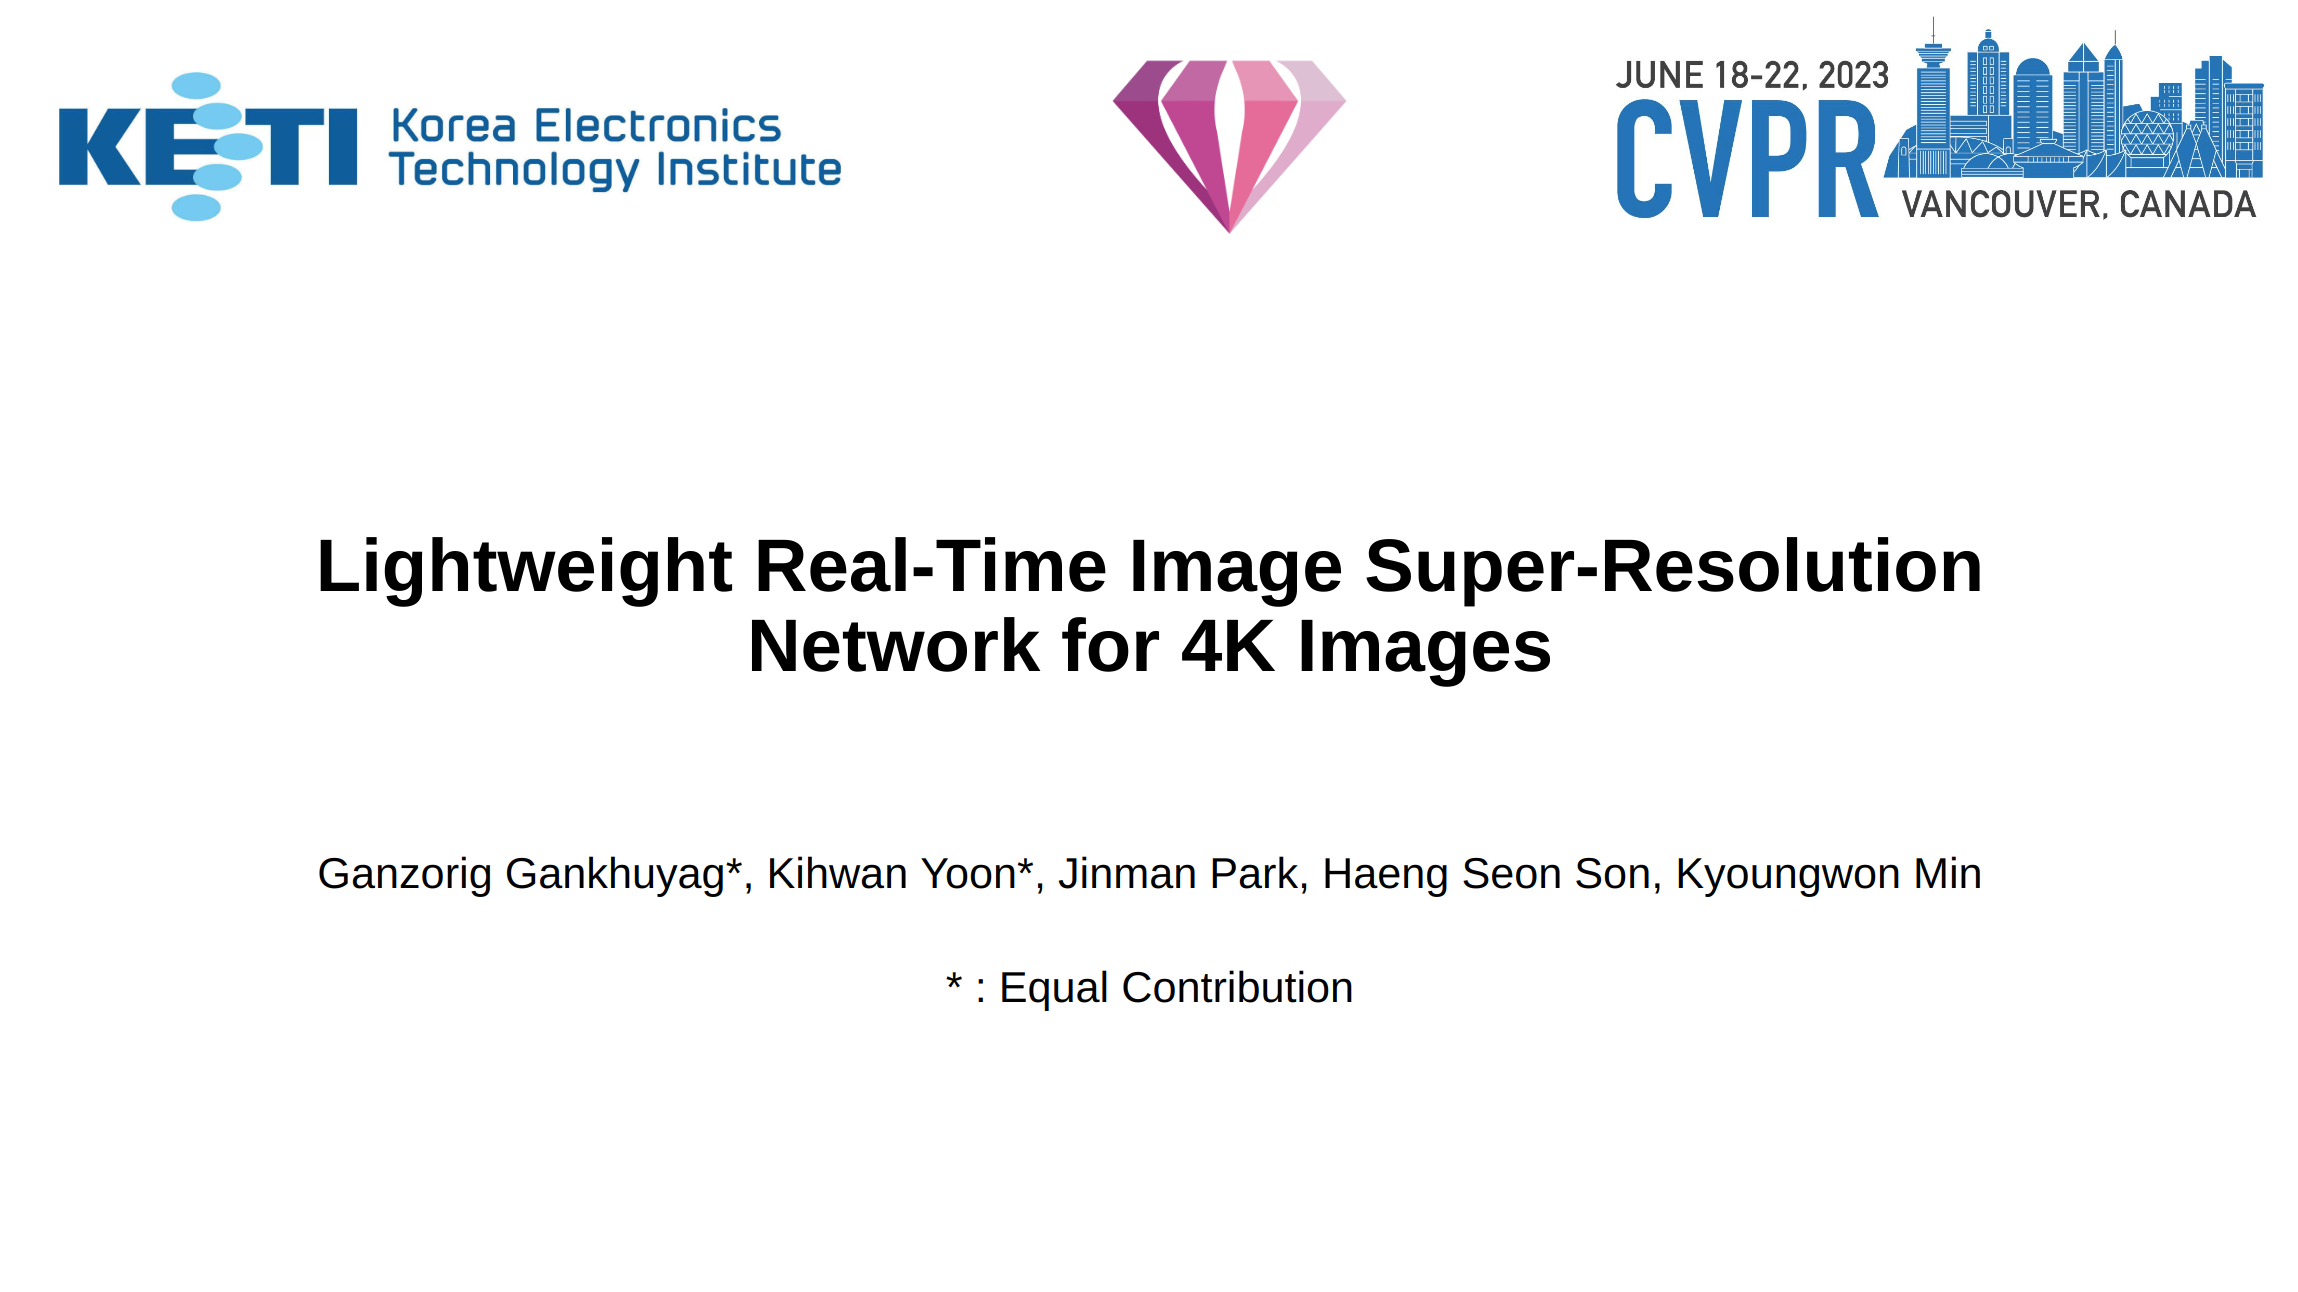 KETI Korea Electronics
Technology Institute
JUNE 18-22, 2023
CVPR
VANCOUVER, CANADA
Lightweight Real-Time Image Super-Resolution
Network for 4K Images
Ganzorig Gankhuyag*, Kihwan Yoon*, Jinman Park, Haeng Seon Son, Kyoungwon Min
* : Equal Contribution